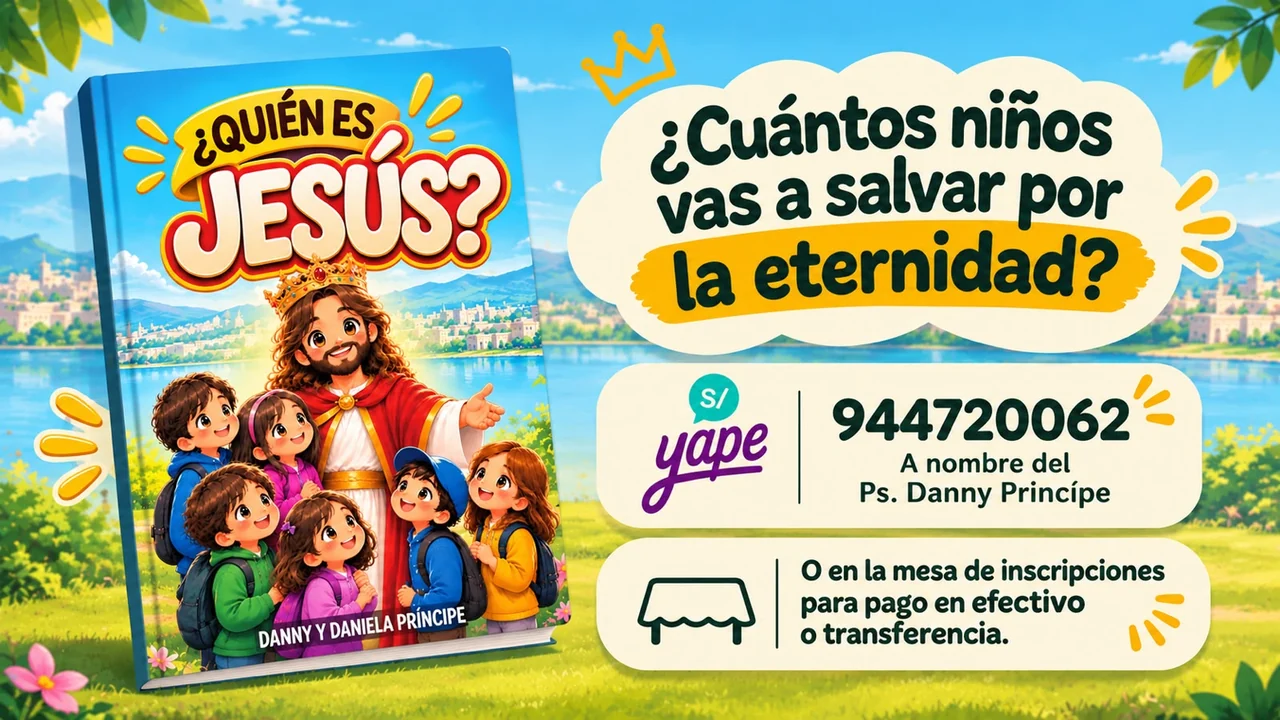 ¿QUIÉN ES
JESÚS?
DANNY Y DANIELA PRÍNCIPE
¿Cuántos niños
vas a salvar por
la eternidad?
S/
yape
944720062
A nombre del
Ps. Danny Princípe
O en la mesa de inscripciones
para pago en efectivo
o transferencia.